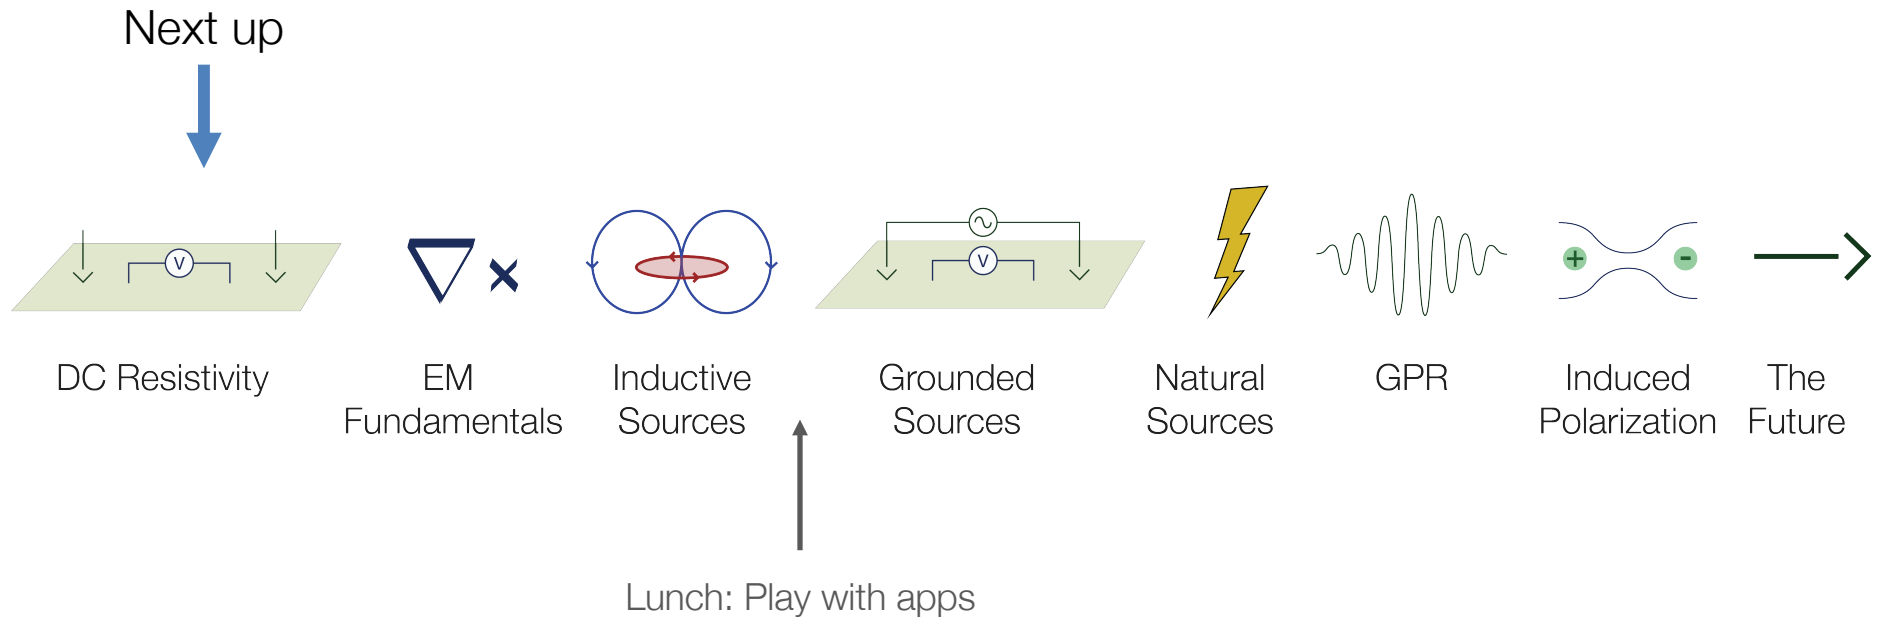 Next up
V
V
+
-
DC Resistivity
EM
Fundamentals
Inductive
Sources
Grounded
Sources
Natural
Sources
GPR
Induced
Polarization
The
Future
Lunch: Play with apps